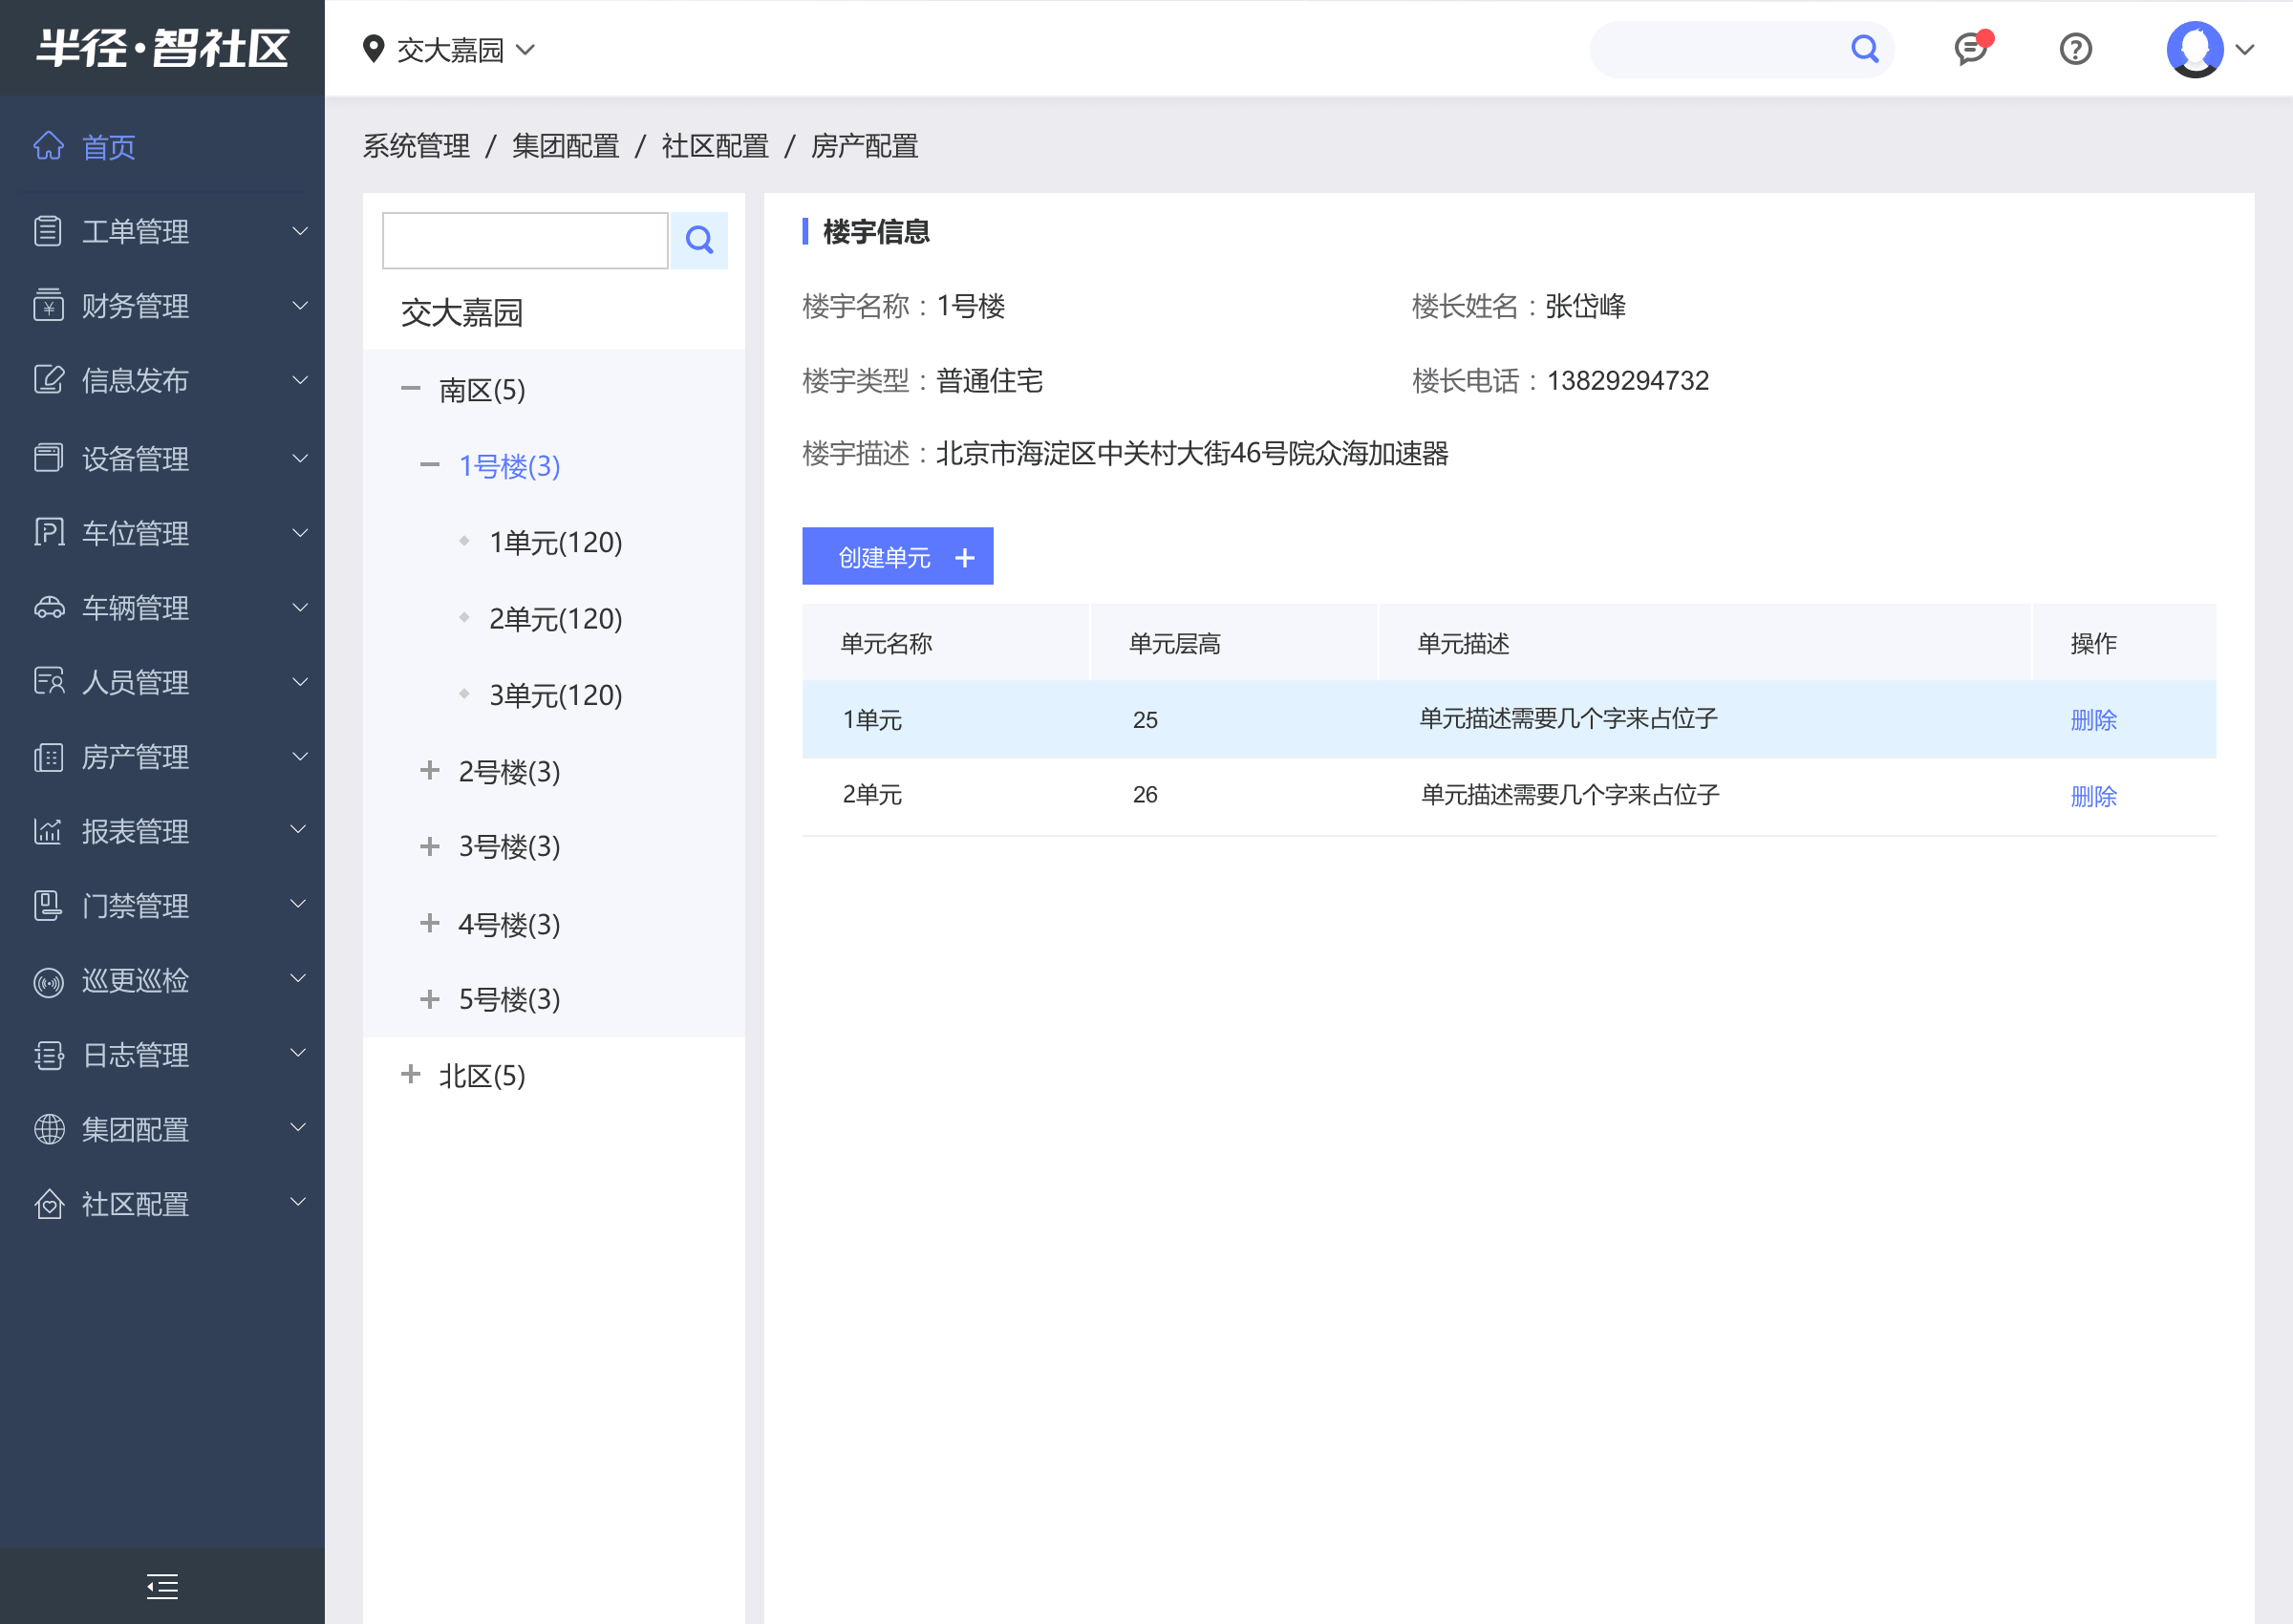 半径·智社区
交大嘉园
首页
工单管理
财务管理
信息发布
设备管理
车位管理
车辆管理
人员管理
房产管理
报表管理
门禁管理
巡更巡检
日志管理
集团配置
社区配置
系统管理 / 集团配置 / 社区配置 / 房产配置
交大嘉园
南区(5)
1号楼(3)
1单元(120)
2单元(120)
3单元(120)
2号楼(3)
3号楼(3)
4号楼(3)
5号楼(3)
北区(5)
楼宇信息
楼宇名称：1号楼 楼长姓名：张岱峰
楼宇类型：普通住宅 楼长电话：13829294732
楼宇描述：北京市海淀区中关村大街46号院众海加速器
创建单元 +
单元名称 单元层高 单元描述 操作
1单元 25 单元描述需要几个字来占位子 删除
2单元 26 单元描述需要几个字来占位子 删除